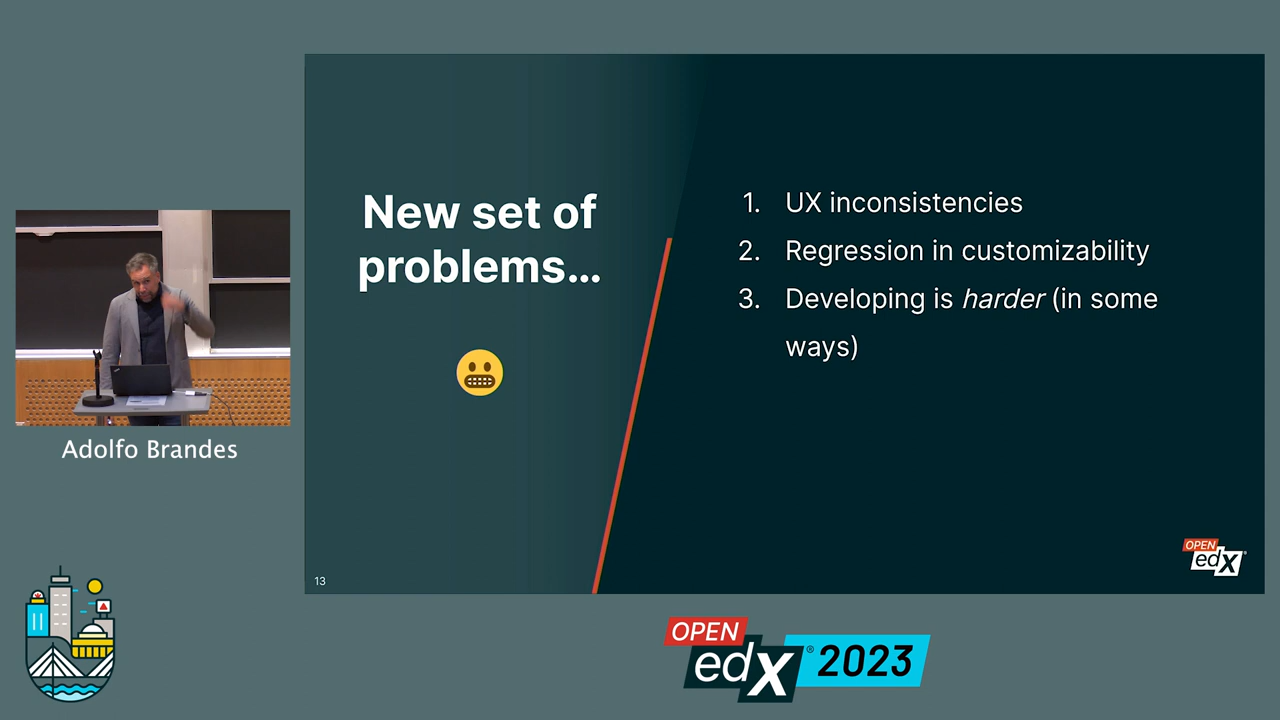 New set of
problems...
1. UX inconsistencies
2. Regression in customizability
3. Developing is harder (in some
ways)
13
OPEN
edX®
Adolfo Brandes
OPEN
edX® 2023